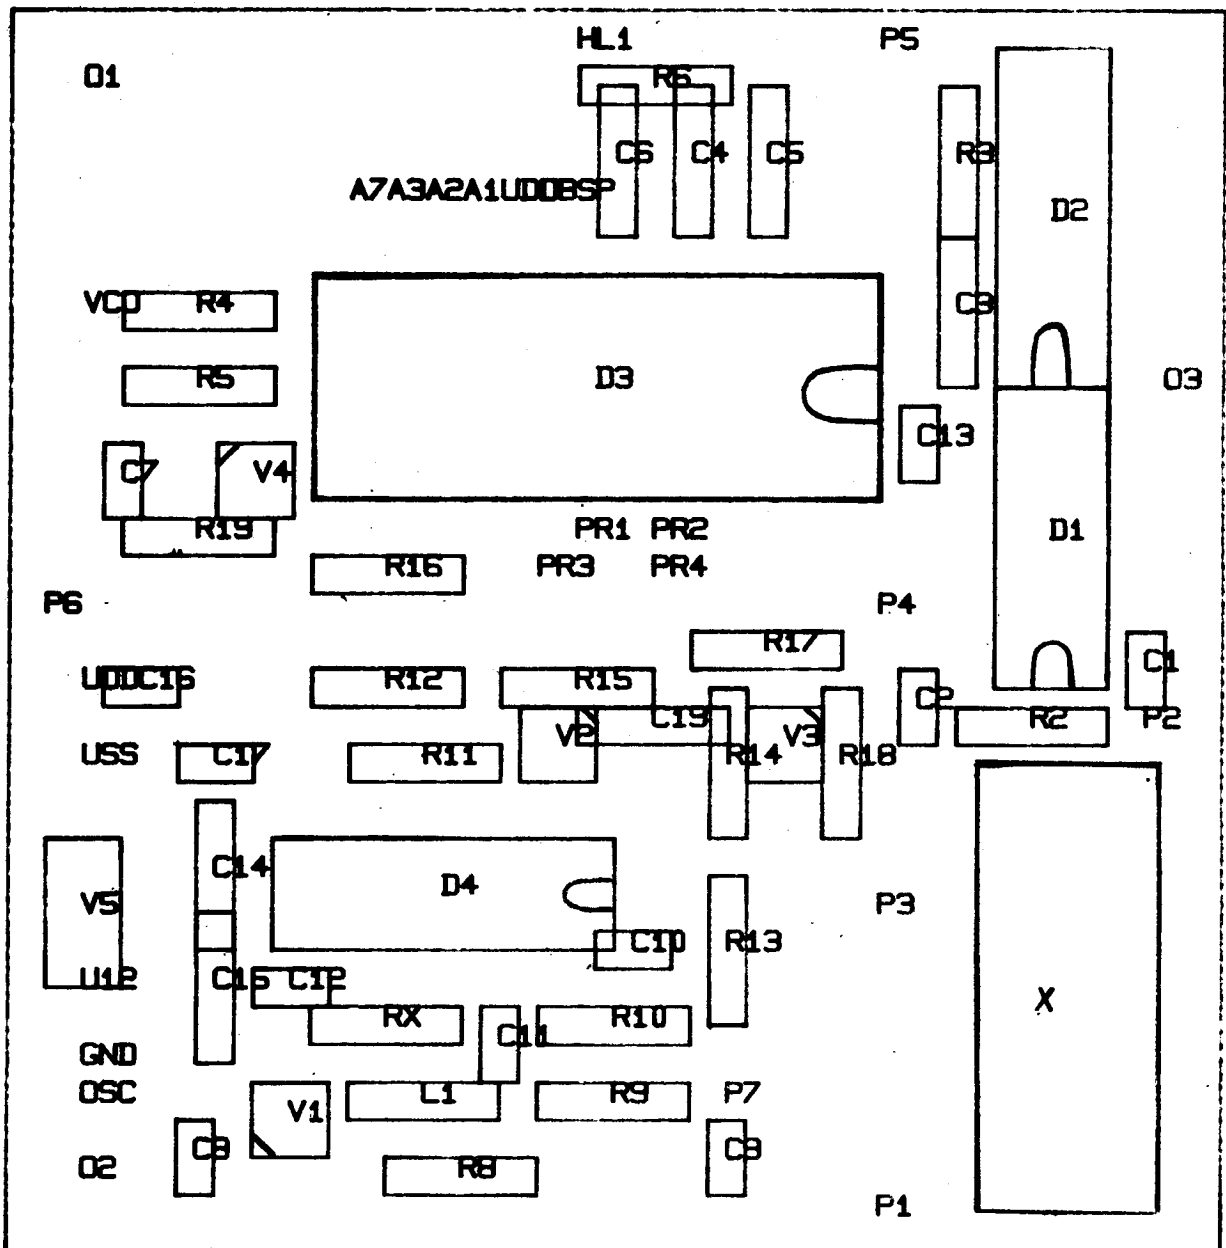 HL1 P5
O1 R6
C6 C4 C5 R3
A7A3A2A1UDDBSP D2
VCO R4 C3
R5 D3 O3
C13
C7 V4
R19 PR1 PR2 D1
R16 PR3 PR4
P6 P4
R17 C1
UDDC16 R12 R15 C2
C19 R2 P2
V2 V3
USS C17 R11 R14 R18
C14 D4
V5 P3
C10 R13
U12 C15 C12
X
RX R10
C11
GND
OSC L1 R9 P7
V1
C8 C9
O2 R8
P1